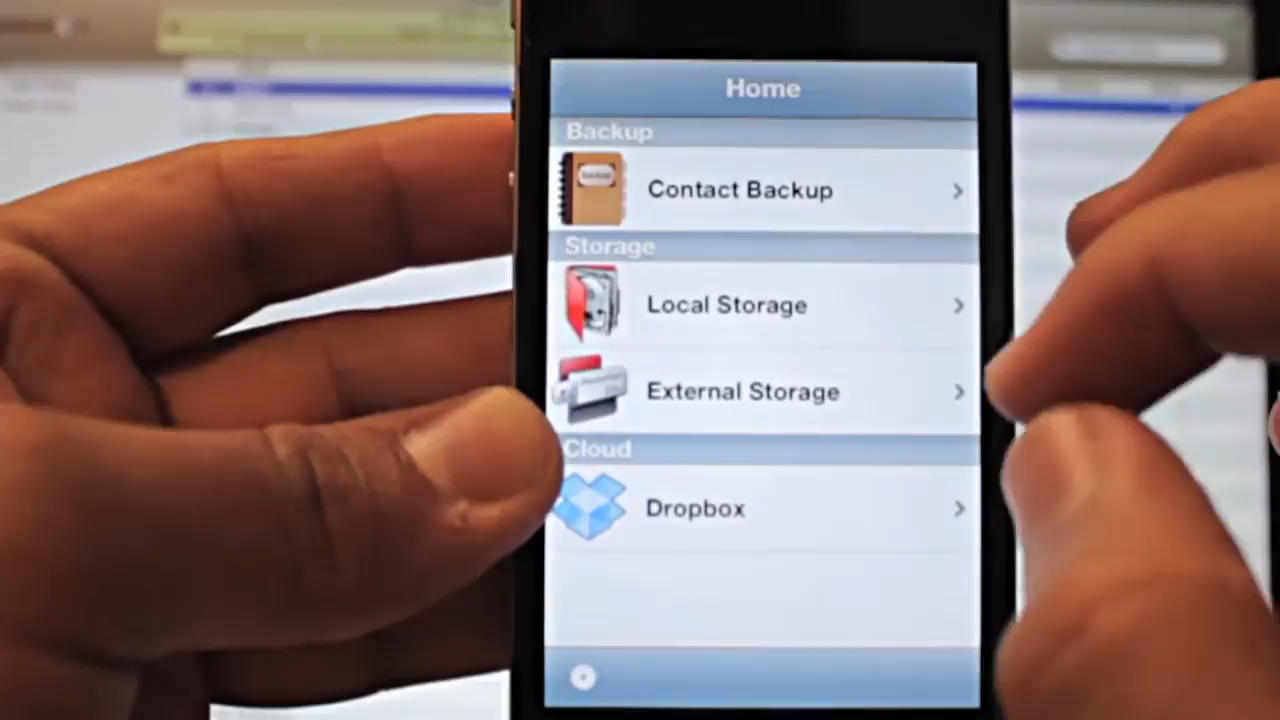 Home
Backup
Contact Backup
Storage
Local Storage
External Storage
Cloud
Dropbox